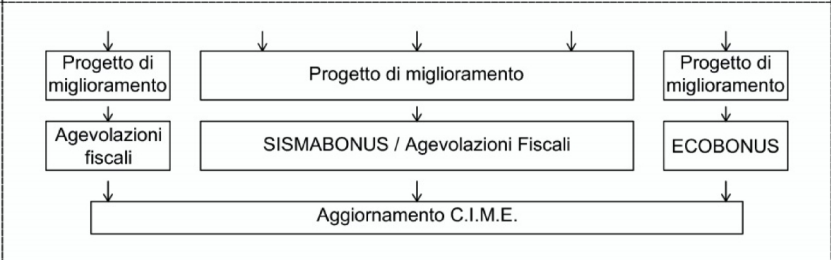 Progetto di
miglioramento
Progetto di miglioramento
Progetto di
miglioramento
Agevolazioni
fiscali
SISMABONUS / Agevolazioni Fiscali
ECOBONUS
Aggiornamento C.I.M.E.